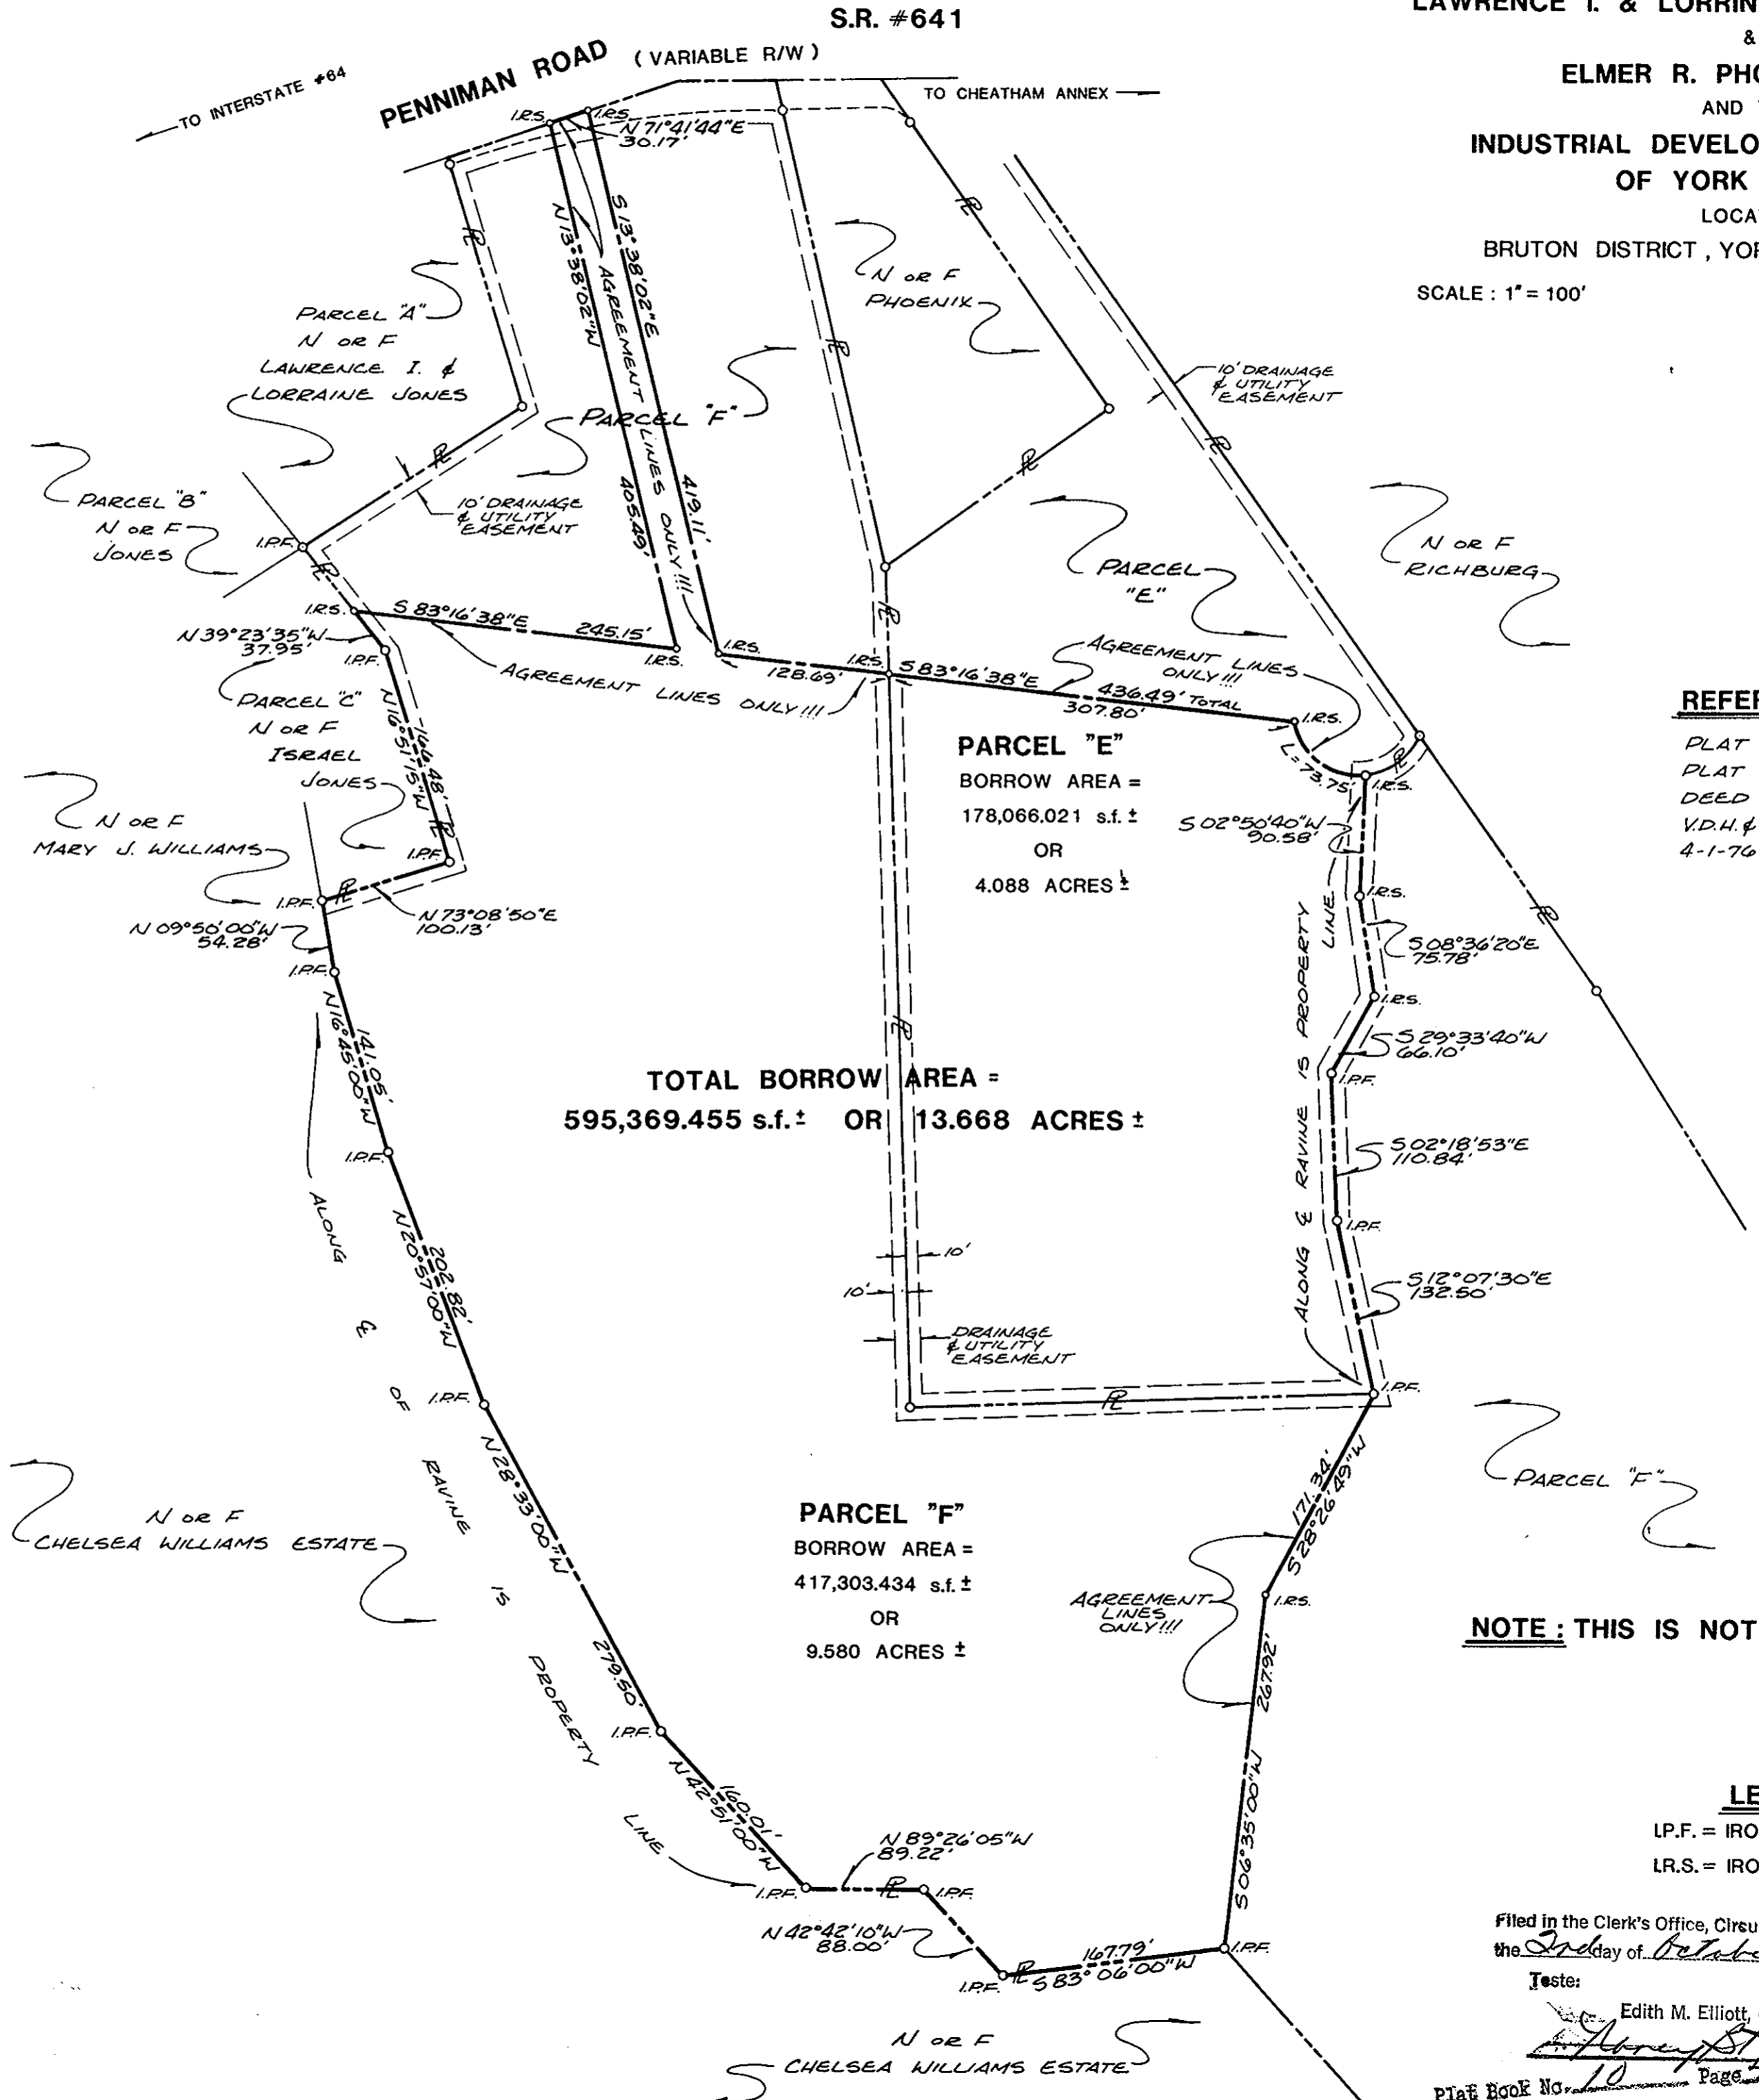 S.R. #641
PENNIMAN ROAD ( VARIABLE R/W )
TO INTERSTATE #64
TO CHEATHAM ANNEX
LAWRENCE I. & LORRIN
&
ELMER R. PHO
AND
INDUSTRIAL DEVELO
OF YORK
LOCA
BRUTON DISTRICT , YOR
SCALE : 1" = 100'
I.R.S.
I.R.S.
N 71°41'44"E
30.17'
N 13°38'02"W
405.49'
S 13°38'02"E
419.11'
AGREEMENT LINES ONLY!!!
PARCEL "A"
N OR F
LAWRENCE I. &
LORRAINE JONES
PARCEL "F"
N OR F
PHOENIX
10' DRAINAGE
& UTILITY
EASEMENT
PARCEL "B"
N OR F
JONES
10' DRAINAGE
& UTILITY
EASEMENT
I.P.F.
N OR F
RICHBURG
PARCEL
"E"
I.R.S.
S 83°16'38"E
245.15'
I.R.S.
N 39°23'35"W
37.95'
I.P.F.
AGREEMENT LINES ONLY!!!
I.R.S.
128.69'
I.R.S.
S 83°16'38"E
436.49' TOTAL
307.80'
AGREEMENT LINES
ONLY!!!
I.R.S.
L=73.75'
I.R.S.
PARCEL "C"
N OR F
ISRAEL
JONES
N 16°51'15"W
146.48'
I.P.F.
PARCEL "E"
BORROW AREA =
178,066.021 s.f. ±
OR
4.088 ACRES ±
S 02°50'40"W
90.58'
REFER
PLAT
PLAT
DEED
V.D.H. &
4-1-76
N OR F
MARY J. WILLIAMS
I.P.F.
N 73°08'50"E
100.13'
N 09°50'00"W
54.28'
I.P.F.
I.R.S.
S 08°36'20"E
75.78'
I.R.S.
S 29°33'40"W
66.10'
I.P.F.
N 16°45'00"W
141.05'
I.P.F.
TOTAL BORROW AREA =
595,369.455 s.f. ± OR 13.668 ACRES ±
S 02°18'53"E
110.84'
I.P.F.
ALONG ℄ RAVINE IS PROPERTY LINE
N 20°57'00"W
202.82'
I.P.F.
10'
10'
DRAINAGE
& UTILITY
EASEMENT
S 12°07'30"E
132.50'
I.P.F.
ALONG ℄ OF RAVINE IS PROPERTY LINE
N OR F
CHELSEA WILLIAMS ESTATE
N 28°33'00"W
279.50'
I.P.F.
PARCEL "F"
BORROW AREA =
417,303.434 s.f. ±
OR
9.580 ACRES ±
171.34'
S 28°26'49"W
PARCEL "F"
AGREEMENT
LINES
ONLY!!!
I.R.S.
267.92'
S 06°35'00"W
NOTE : THIS IS NOT
N 42°51'00"W
160.01'
I.P.F.
N 89°26'05"W
89.22'
I.P.F.
N 42°42'10"W
88.00'
I.P.F.
167.79'
S 83°06'00"W
I.P.F.
LE
I.P.F. = IRO
I.R.S. = IRO
N OR F
CHELSEA WILLIAMS ESTATE
Filed in the Clerk's Office, Circu
the 2nd day of Octob
Teste:
Edith M. Elliott,
Plat Book No. 10 Page